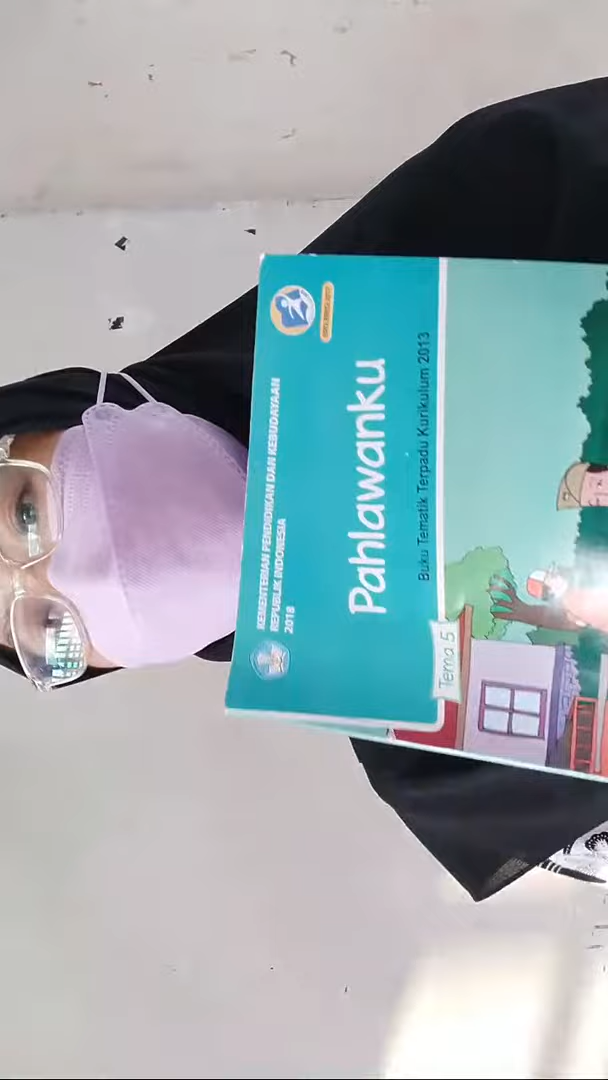 KEMENTERIAN PENDIDIKAN DAN KEBUDAYAAN
REPUBLIK INDONESIA
2018
Pahlawanku
Buku Tematik Terpadu Kurikulum 2013
Tema 5